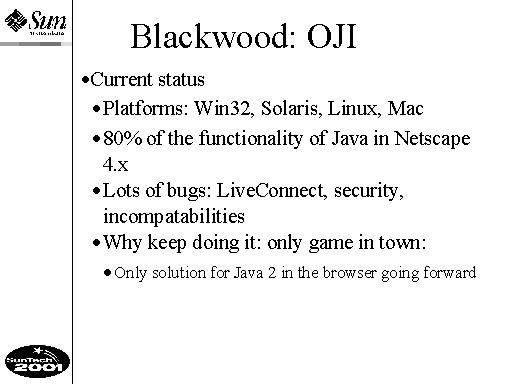 Sun
Blackwood: OJI
•Current status
•Platforms: Win32, Solaris, Linux, Mac
•80% of the functionality of Java in Netscape
4.x
•Lots of bugs: LiveConnect, security,
incompatabilities
•Why keep doing it: only game in town:
•Only solution for Java 2 in the browser going forward
SunTech
2001